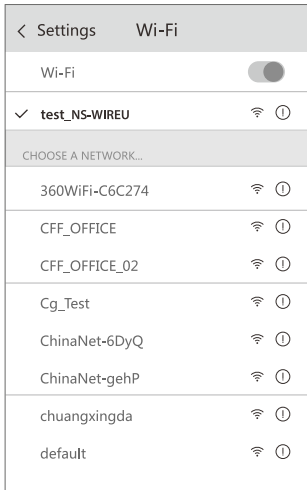 Settings Wi-Fi
Wi-Fi
test_NS-WIREU
CHOOSE A NETWORK...
360WiFi-C6C274
CFF_OFFICE
CFF_OFFICE_02
Cg_Test
ChinaNet-6DyQ
ChinaNet-gehP
chuangxingda
default